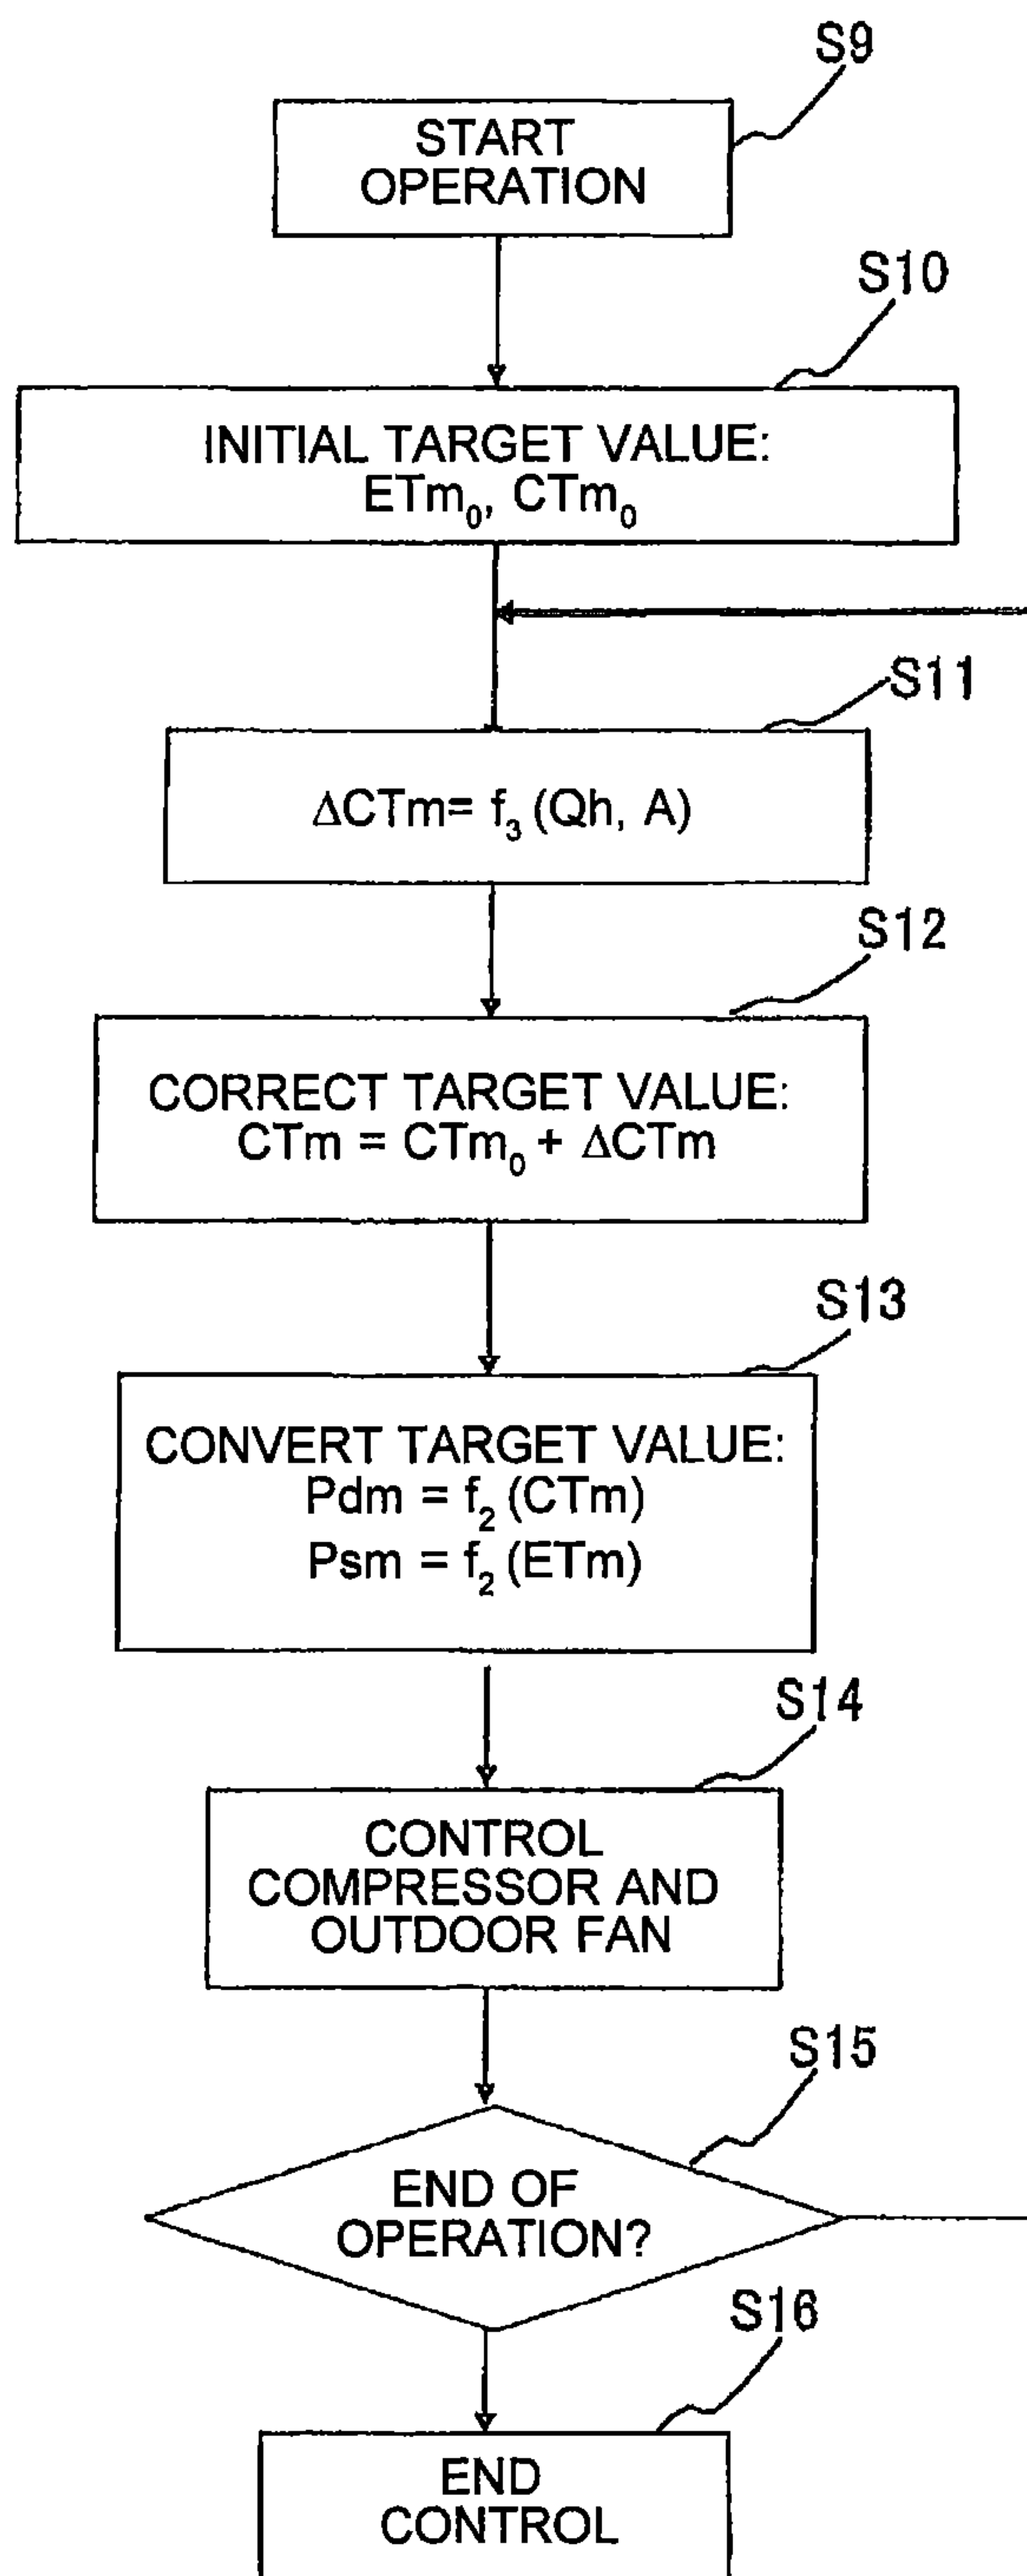 S9
START
OPERATION
S10
INITIAL TARGET VALUE:
ETm₀, CTm₀
S11
ΔCTm= f₃ (Qh, A)
S12
CORRECT TARGET VALUE:
CTm = CTm₀ + ΔCTm
S13
CONVERT TARGET VALUE:
Pdm = f₂ (CTm)
Psm = f₂ (ETm)
S14
CONTROL
COMPRESSOR AND
OUTDOOR FAN
S15
END OF
OPERATION?
S16
END
CONTROL